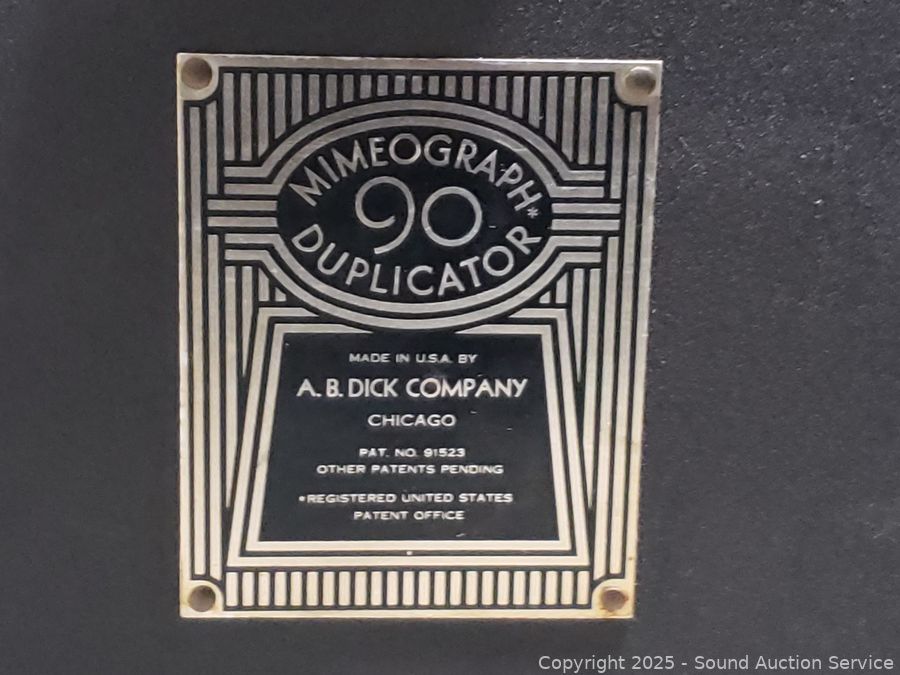 MIMEOGRAPH*
90
DUPLICATOR
MADE IN U.S.A. BY
A. B. DICK COMPANY
CHICAGO
PAT. NO. 91523
OTHER PATENTS PENDING
*REGISTERED UNITED STATES
PATENT OFFICE
Copyright 2025 - Sound Auction Service